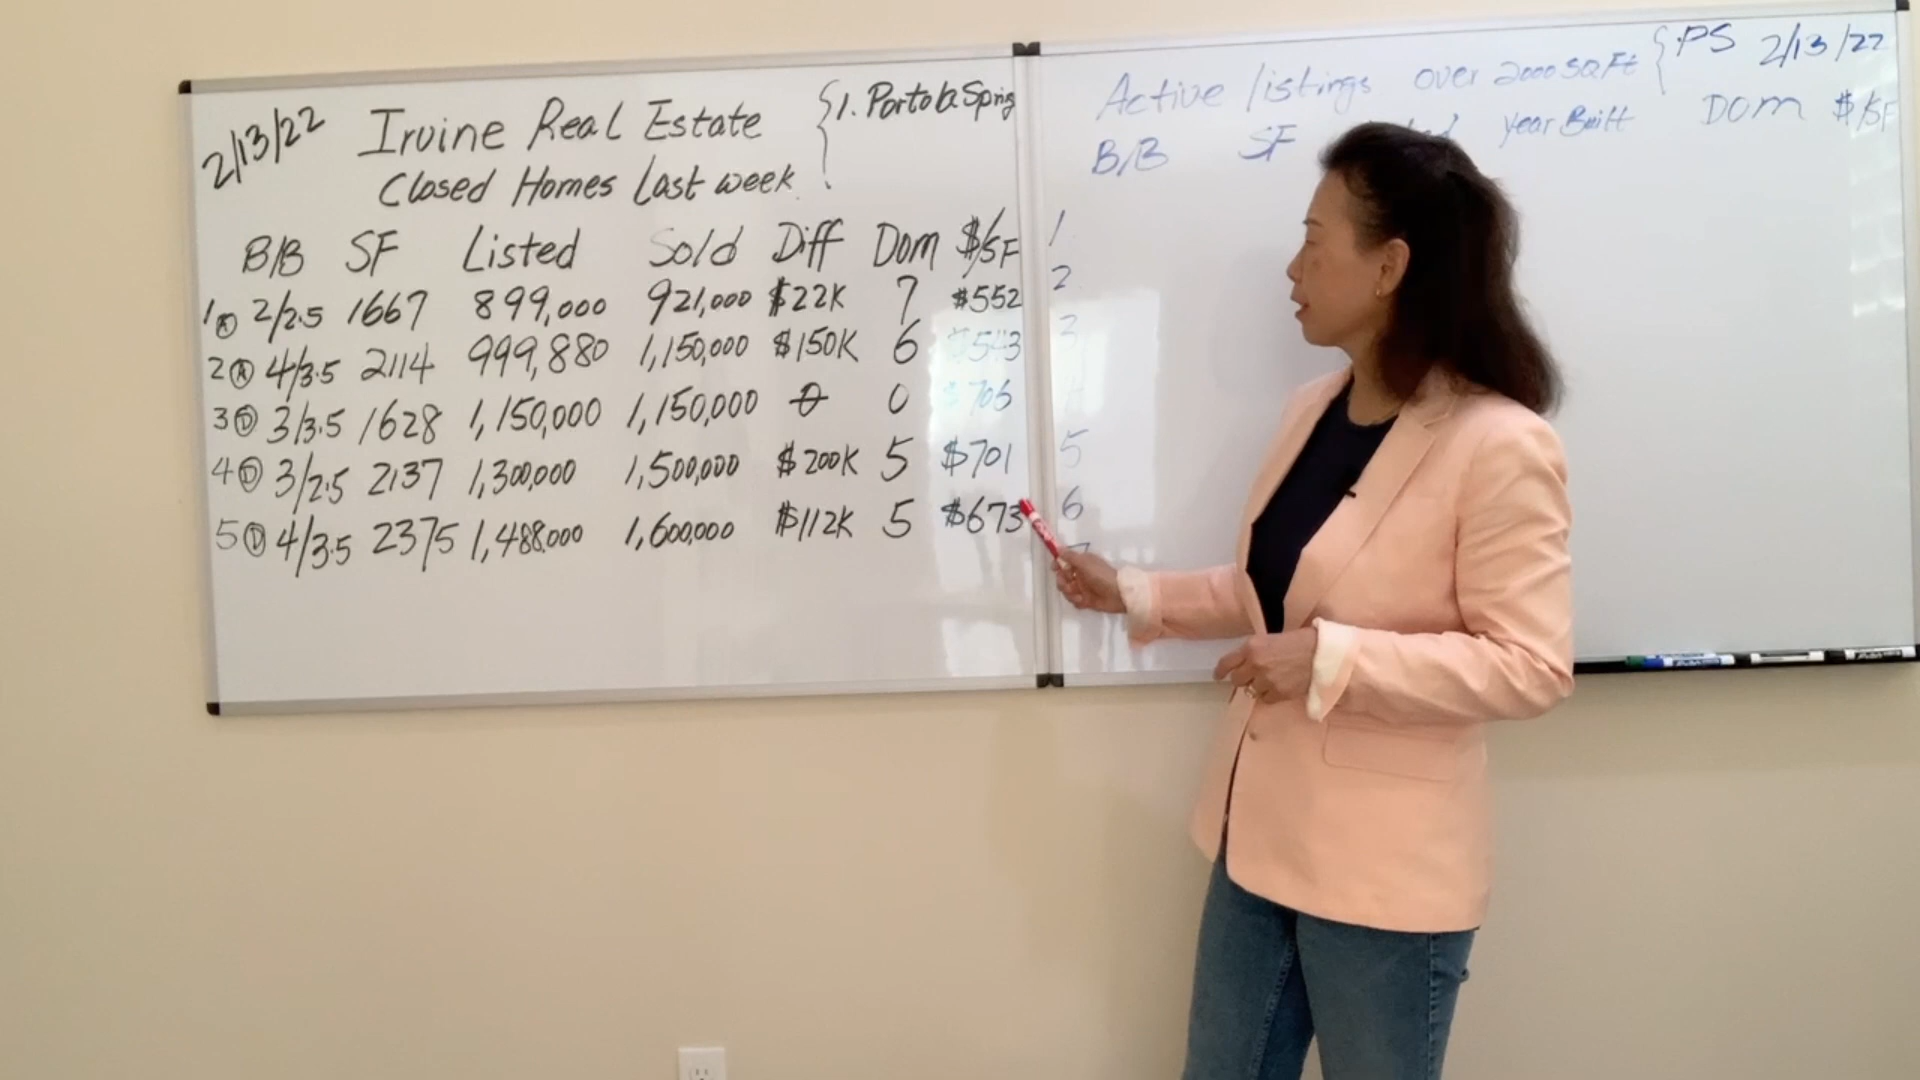 2/13/22 Irvine Real Estate { 1. Portola Spring
Closed Homes Last week .
B/B SF Listed Sold Diff Dom $/SF
1 Ⓐ 2/2.5 1667 899,000 921,000 $22K 7 $552
2 Ⓐ 4/3.5 2114 999,880 1,150,000 $150K 6 $543
3 Ⓓ 3/3.5 1628 1,150,000 1,150,000 0 0 $706
4 Ⓓ 3/2.5 2137 1,300,000 1,500,000 $200K 5 $701
5 Ⓓ 4/3.5 2375 1,488,000 1,600,000 $112K 5 $673
Active listings over 2000 SQFt { PS 2/13/22
B/B SF year Built DOM $/SF
1
2
3
4
5
6
7